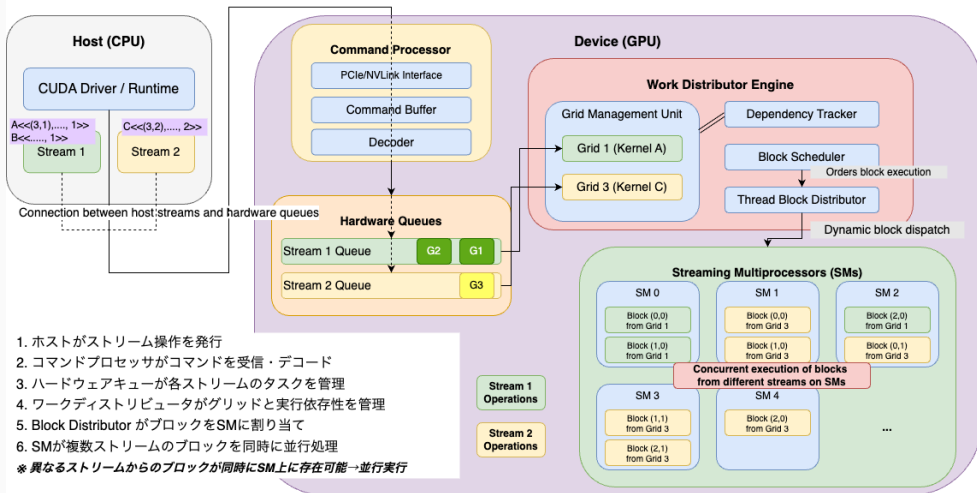 Host (CPU)
CUDA Driver / Runtime
A<<(3,1),...., 1>>
B<<....., 1>>
C<<(3,2),...., 2>>
Stream 1
Stream 2
Connection between host streams and hardware queues
Device (GPU)
Command Processor
PCIe/NVLink Interface
Command Buffer
Decoder
Hardware Queues
Stream 1 Queue
G2
G1
Stream 2 Queue
G3
Work Distributor Engine
Grid Management Unit
Grid 1 (Kernel A)
Grid 3 (Kernel C)
Dependency Tracker
Block Scheduler
Orders block execution
Thread Block Distributor
Dynamic block dispatch
Streaming Multiprocessors (SMs)
SM 0
Block (0,0)
from Grid 1
Block (1,0)
from Grid 1
SM 1
Block (0,0)
from Grid 3
Block (1,0)
from Grid 3
SM 2
Block (2,0)
from Grid 1
Block (0,1)
from Grid 3
Concurrent execution of blocks
from different streams on SMs
SM 3
Block (1,1)
from Grid 3
Block (2,1)
from Grid 3
SM 4
Block (2,0)
from Grid 3
...
Stream 1
Operations
Stream 2
Operations
1. ホストがストリーム操作を発行
2. コマンドプロセッサがコマンドを受信・デコード
3. ハードウェアキューが各ストリームのタスクを管理
4. ワークディストリビュータがグリッドと実行依存性を管理
5. Block Distributor がブロックをSMに割り当て
6. SMが複数ストリームのブロックを同時に並行処理
※ 異なるストリームからのブロックが同時にSM上に存在可能→並行実行